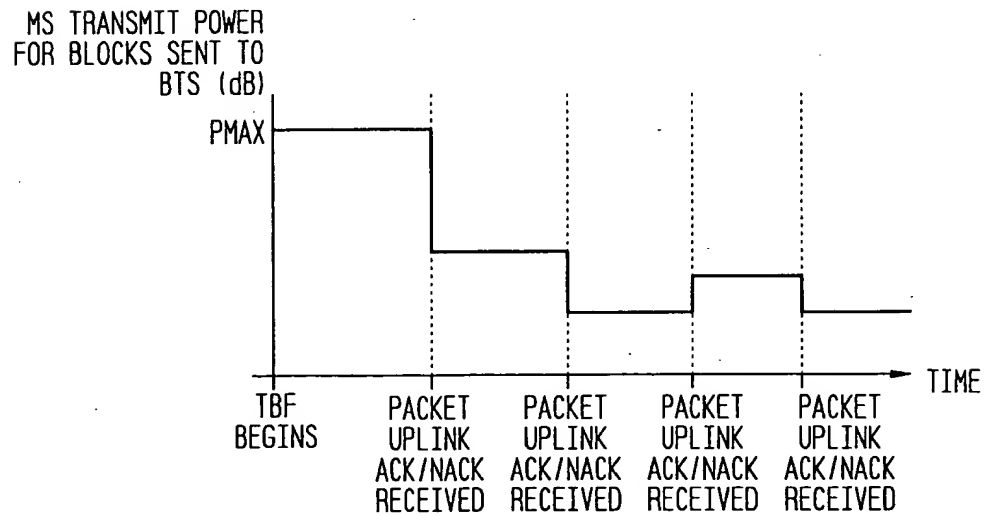 MS TRANSMIT POWER
FOR BLOCKS SENT TO
BTS (dB)
PMAX
TIME
TBF
BEGINS
PACKET
UPLINK
ACK/NACK
RECEIVED
PACKET
UPLINK
ACK/NACK
RECEIVED
PACKET
UPLINK
ACK/NACK
RECEIVED
PACKET
UPLINK
ACK/NACK
RECEIVED